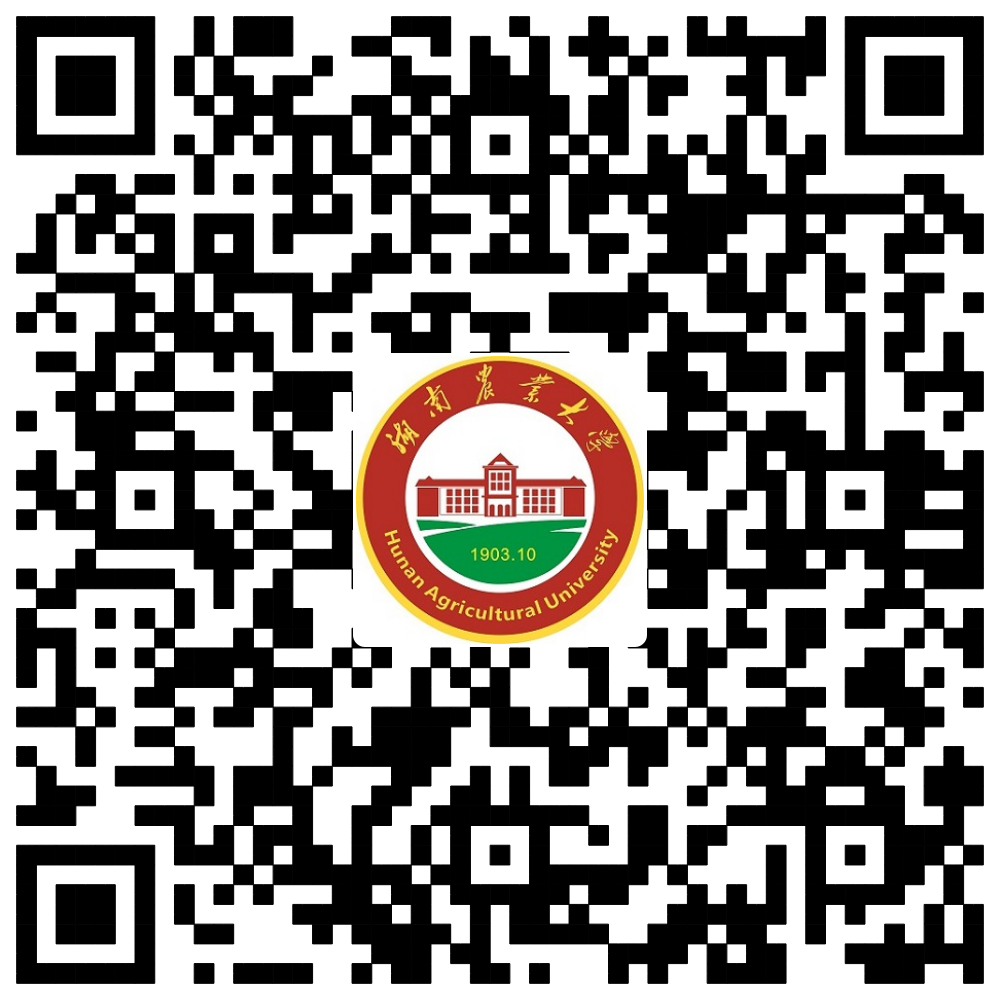 湖南农业大学
1903.10
Hunan Agricultural University